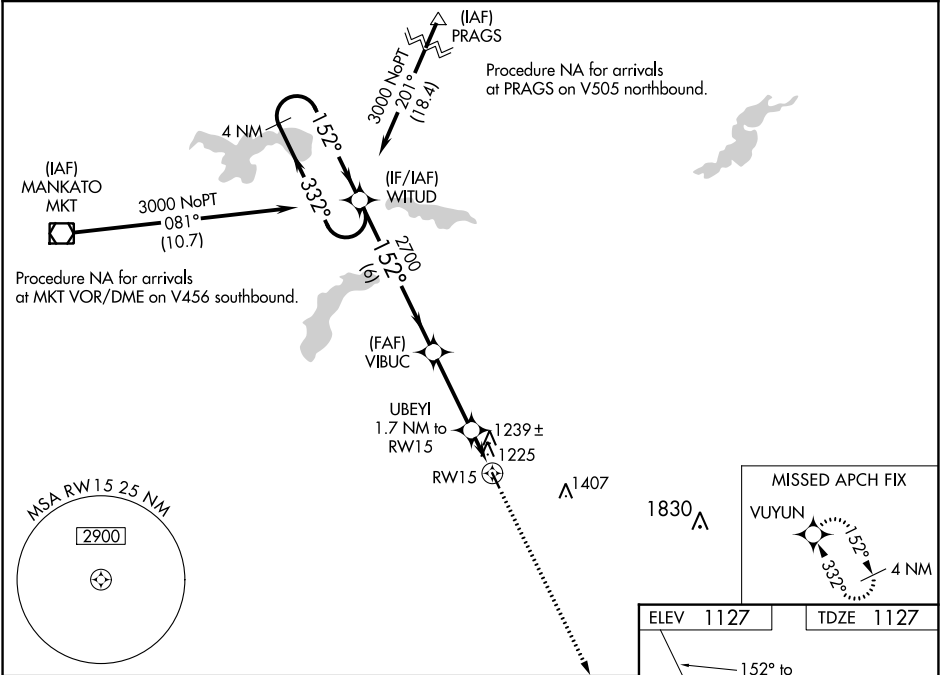 (IAF)
PRAGS
3000 NoPT
201°
(18.4)
Procedure NA for arrivals
at PRAGS on V505 northbound.
4 NM
152°
332°
(IAF)
MANKATO
MKT
3000 NoPT
081°
(10.7)
(IF/IAF)
WITUD
Procedure NA for arrivals
at MKT VOR/DME on V456 southbound.
2700
152°
(6)
(FAF)
VIBUC
UBEYI
1.7 NM to
RW15
1239 ±
1225
RW15
1407
1830
MSA RW15 25 NM
2900
MISSED APCH FIX
VUYUN
152°
332°
4 NM
ELEV 1127
TDZE 1127
152° to